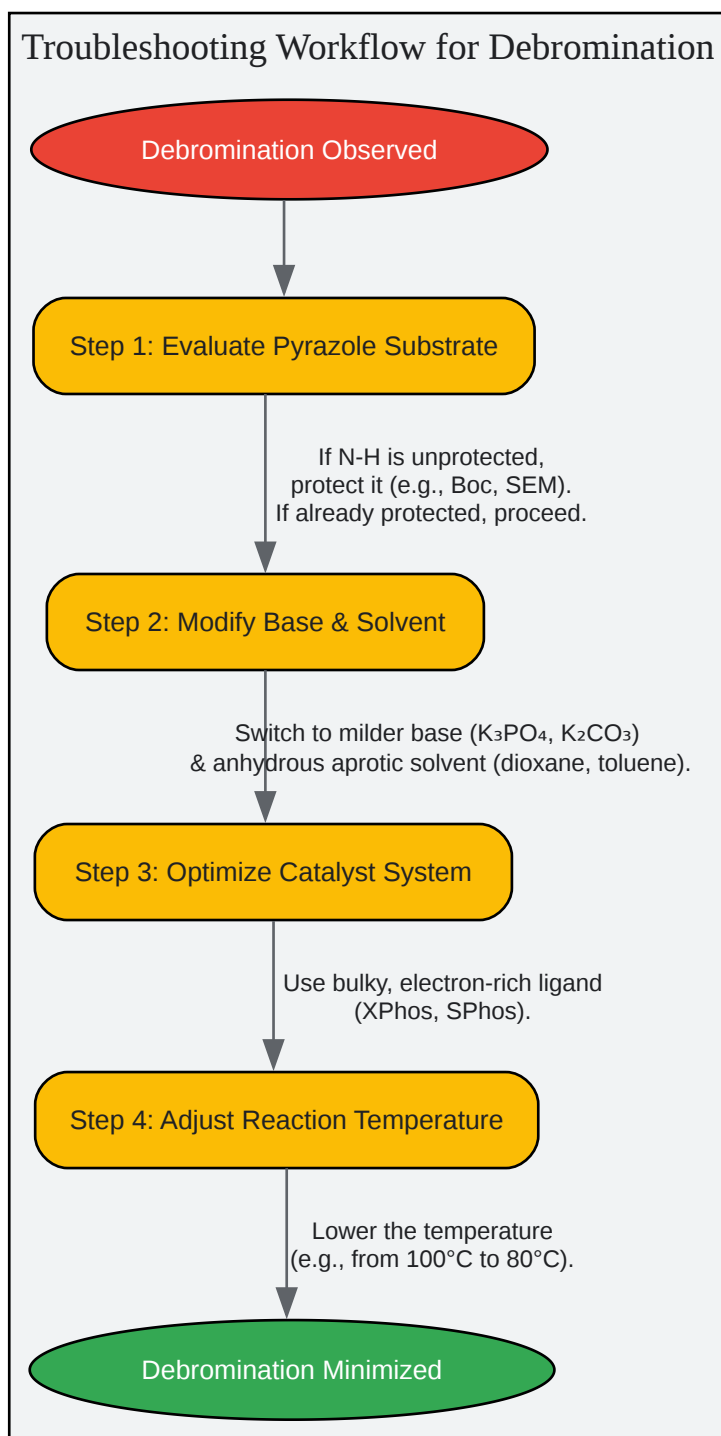 Troubleshooting Workflow for Debromination
Debromination Observed
Step 1: Evaluate Pyrazole Substrate
If N-H is unprotected,
protect it (e.g., Boc, SEM).
If already protected, proceed.
Step 2: Modify Base & Solvent
Switch to milder base (K₃PO₄, K₂CO₃)
& anhydrous aprotic solvent (dioxane, toluene).
Step 3: Optimize Catalyst System
Use bulky, electron-rich ligand
(XPhos, SPhos).
Step 4: Adjust Reaction Temperature
Lower the temperature
(e.g., from 100°C to 80°C).
Debromination Minimized